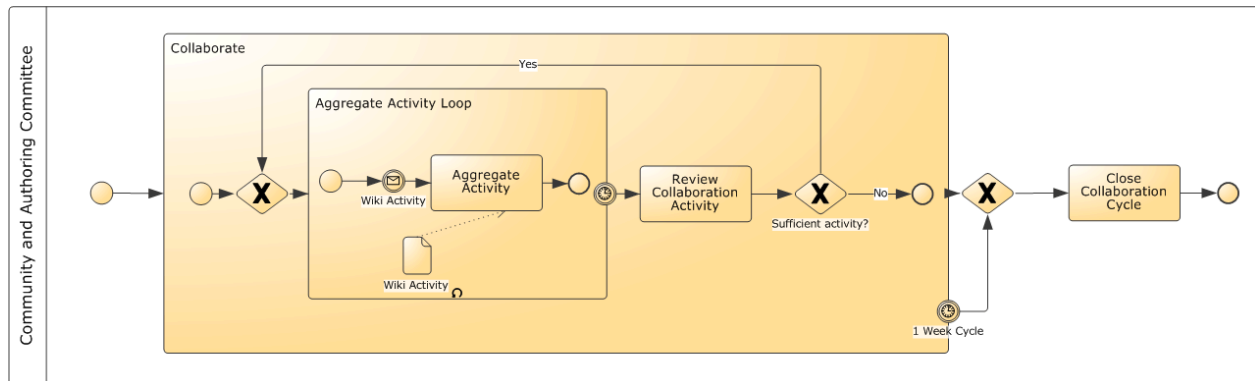 Community and Authoring Committee
Collaborate
Yes
Aggregate Activity Loop
Aggregate
Activity
Wiki Activity
Wiki Activity
Review
Collaboration
Activity
X
X
Sufficient activity?
No
X
1 Week Cycle
Close
Collaboration
Cycle